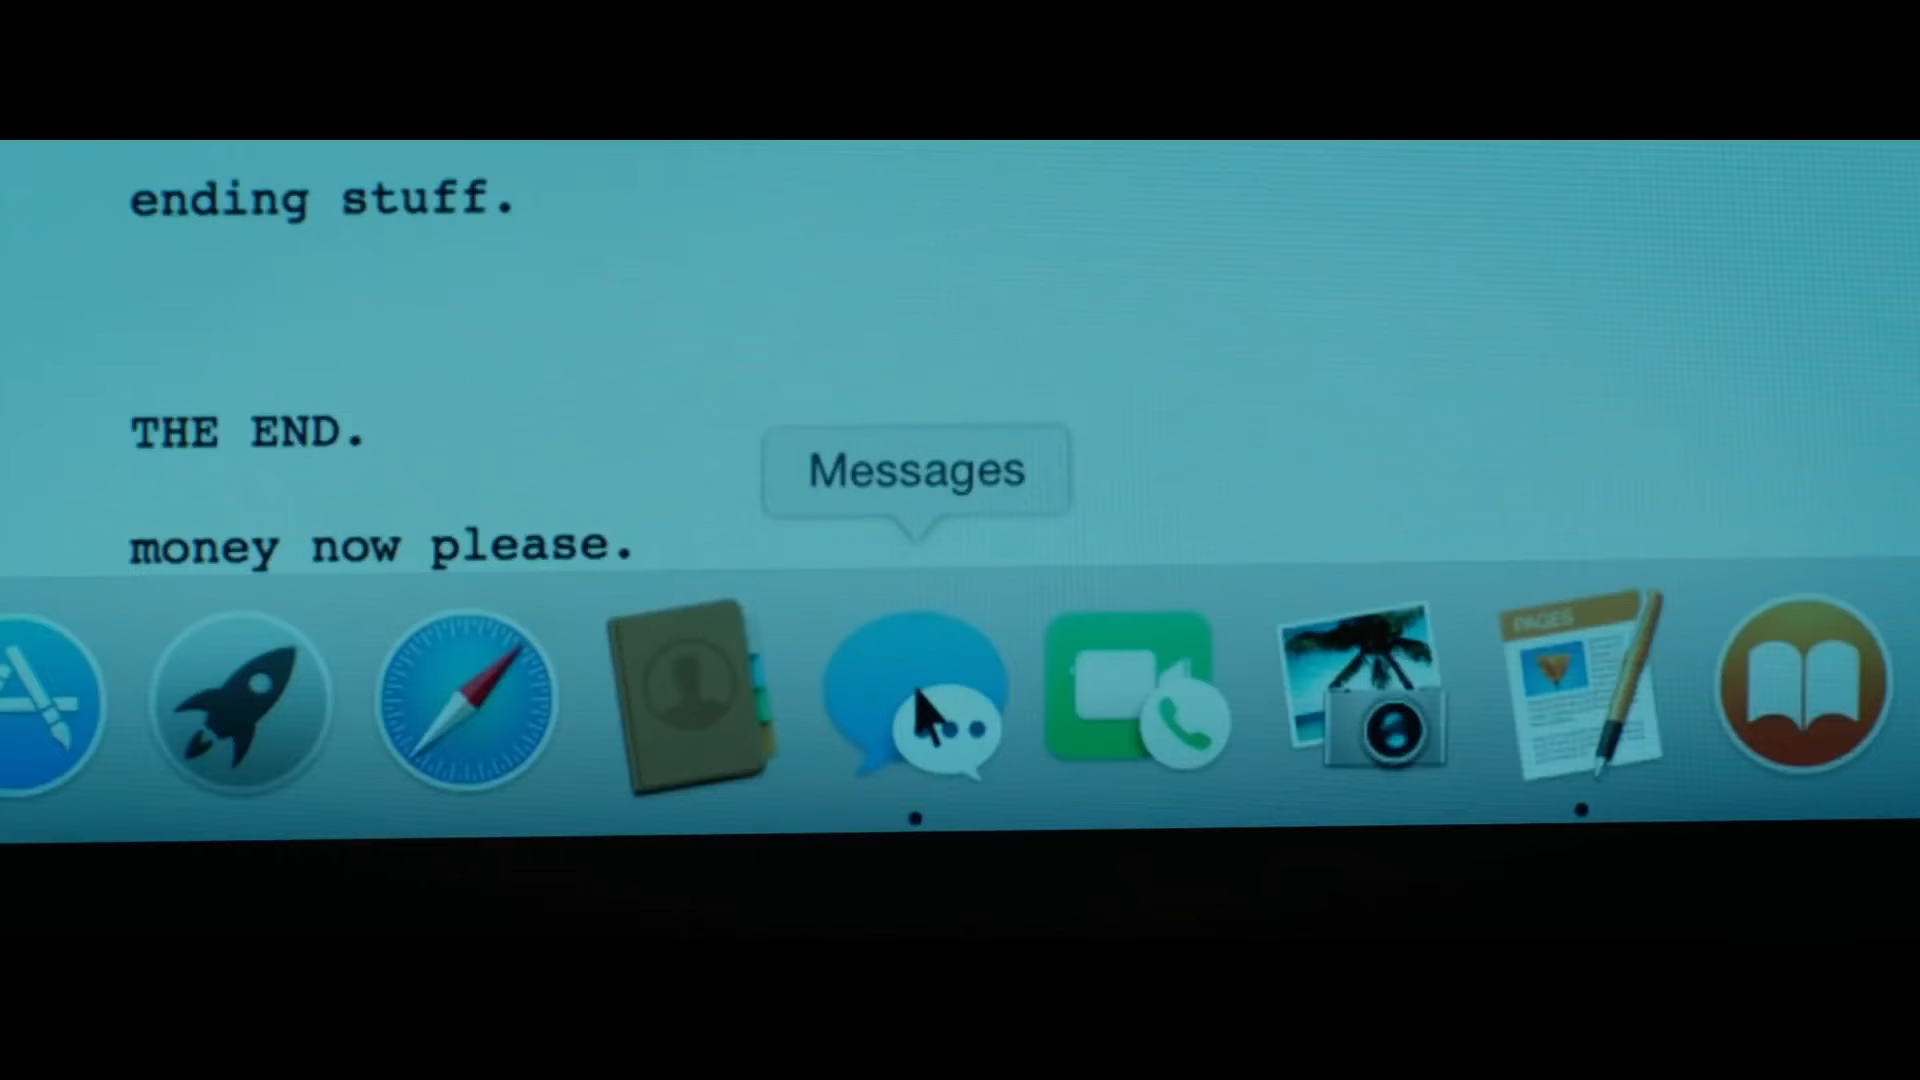 ending stuff.
THE END.
Messages
money now please.
PAGES